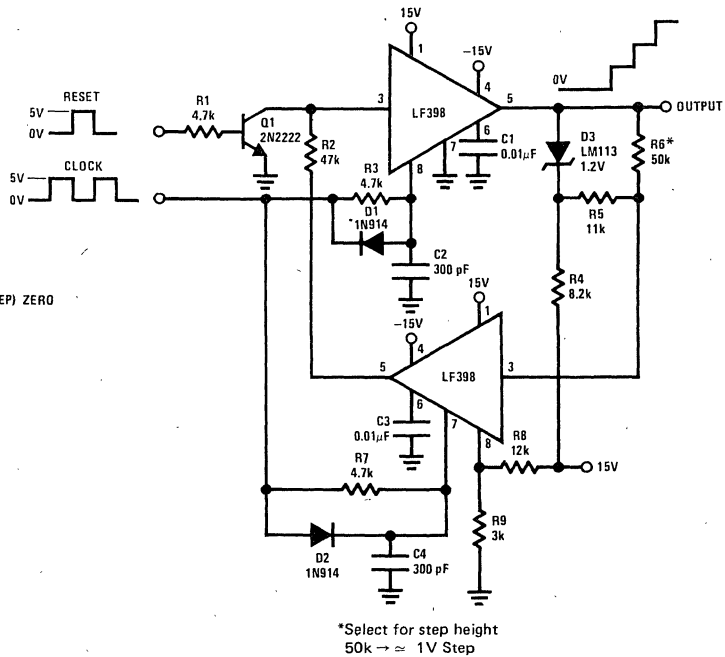 15V
1
-15V
4
0V
RESET
5V
0V
R1
4.7k
Q1
2N2222
3
LF398
5
OUTPUT
6
7
C1
0.01µF
D3
LM113
1.2V
R6*
50k
CLOCK
5V
0V
R2
47k
R3
4.7k
8
D1
1N914
R5
11k
C2
300 pF
R4
8.2k
EP) ZERO
15V
1
-15V
4
5
LF398
3
6
7
C3
0.01µF
8
R8
12k
15V
R7
4.7k
R9
3k
D2
1N914
C4
300 pF
*Select for step height
50k → ≃ 1V Step